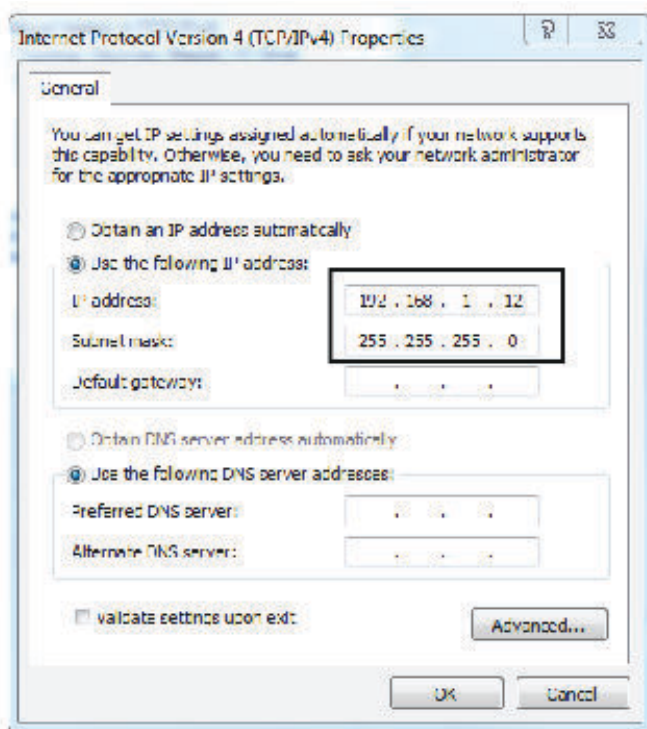 Internet Protocol Version 4 (TCP/IPv4) Properties
General
You can get IP settings assigned automatically if your network supports
this capability. Otherwise, you need to ask your network administrator
for the appropriate IP settings.
Obtain an IP address automatically
Use the following IP address:
IP address: 192 . 168 . 1 . 12
Subnet mask: 255 . 255 . 255 . 0
Default gateway: . . .
Obtain DNS server address automatically
Use the following DNS server addresses:
Preferred DNS server: . . .
Alternate DNS server: . . .
Validate settings upon exit
Advanced...
OK Cancel